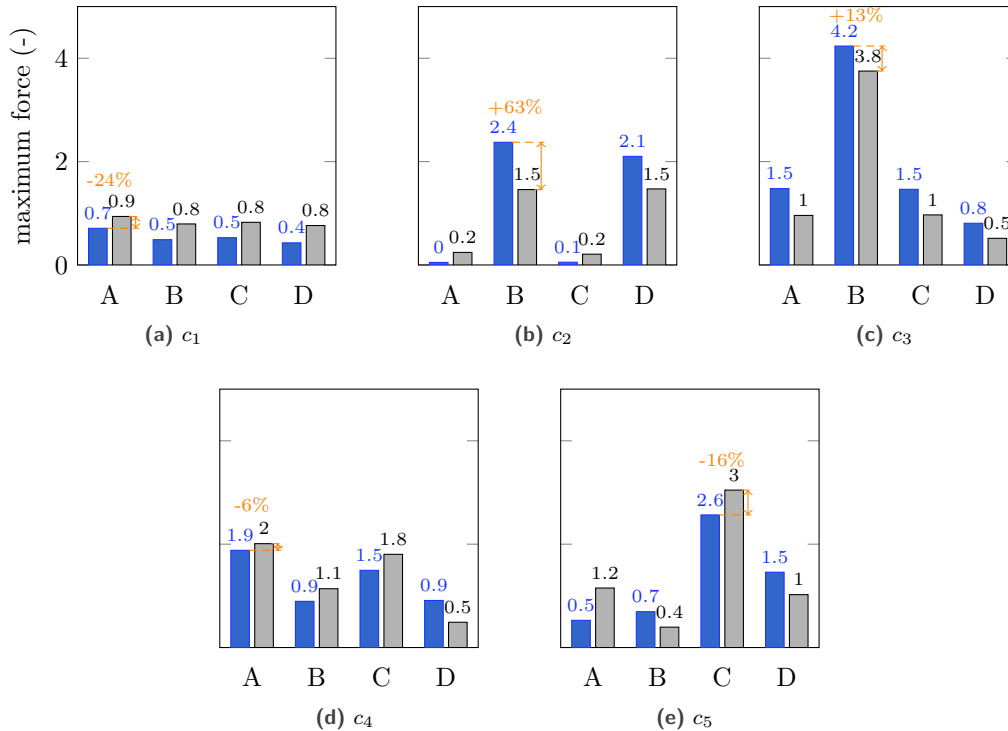 maximum force (-)
4
2
0
-24%
0.7 0.9 0.5 0.8 0.5 0.8 0.4 0.8
A B C D
(a) c1
+63%
0 0.2 2.4 1.5 0.1 0.2 2.1 1.5
A B C D
(b) c2
+13%
1.5 1 4.2 3.8 1.5 1 0.8 0.5
A B C D
(c) c3
-6%
1.9 2 0.9 1.1 1.5 1.8 0.9 0.5
A B C D
(d) c4
-16%
0.5 1.2 0.7 0.4 2.6 3 1.5 1
A B C D
(e) c5